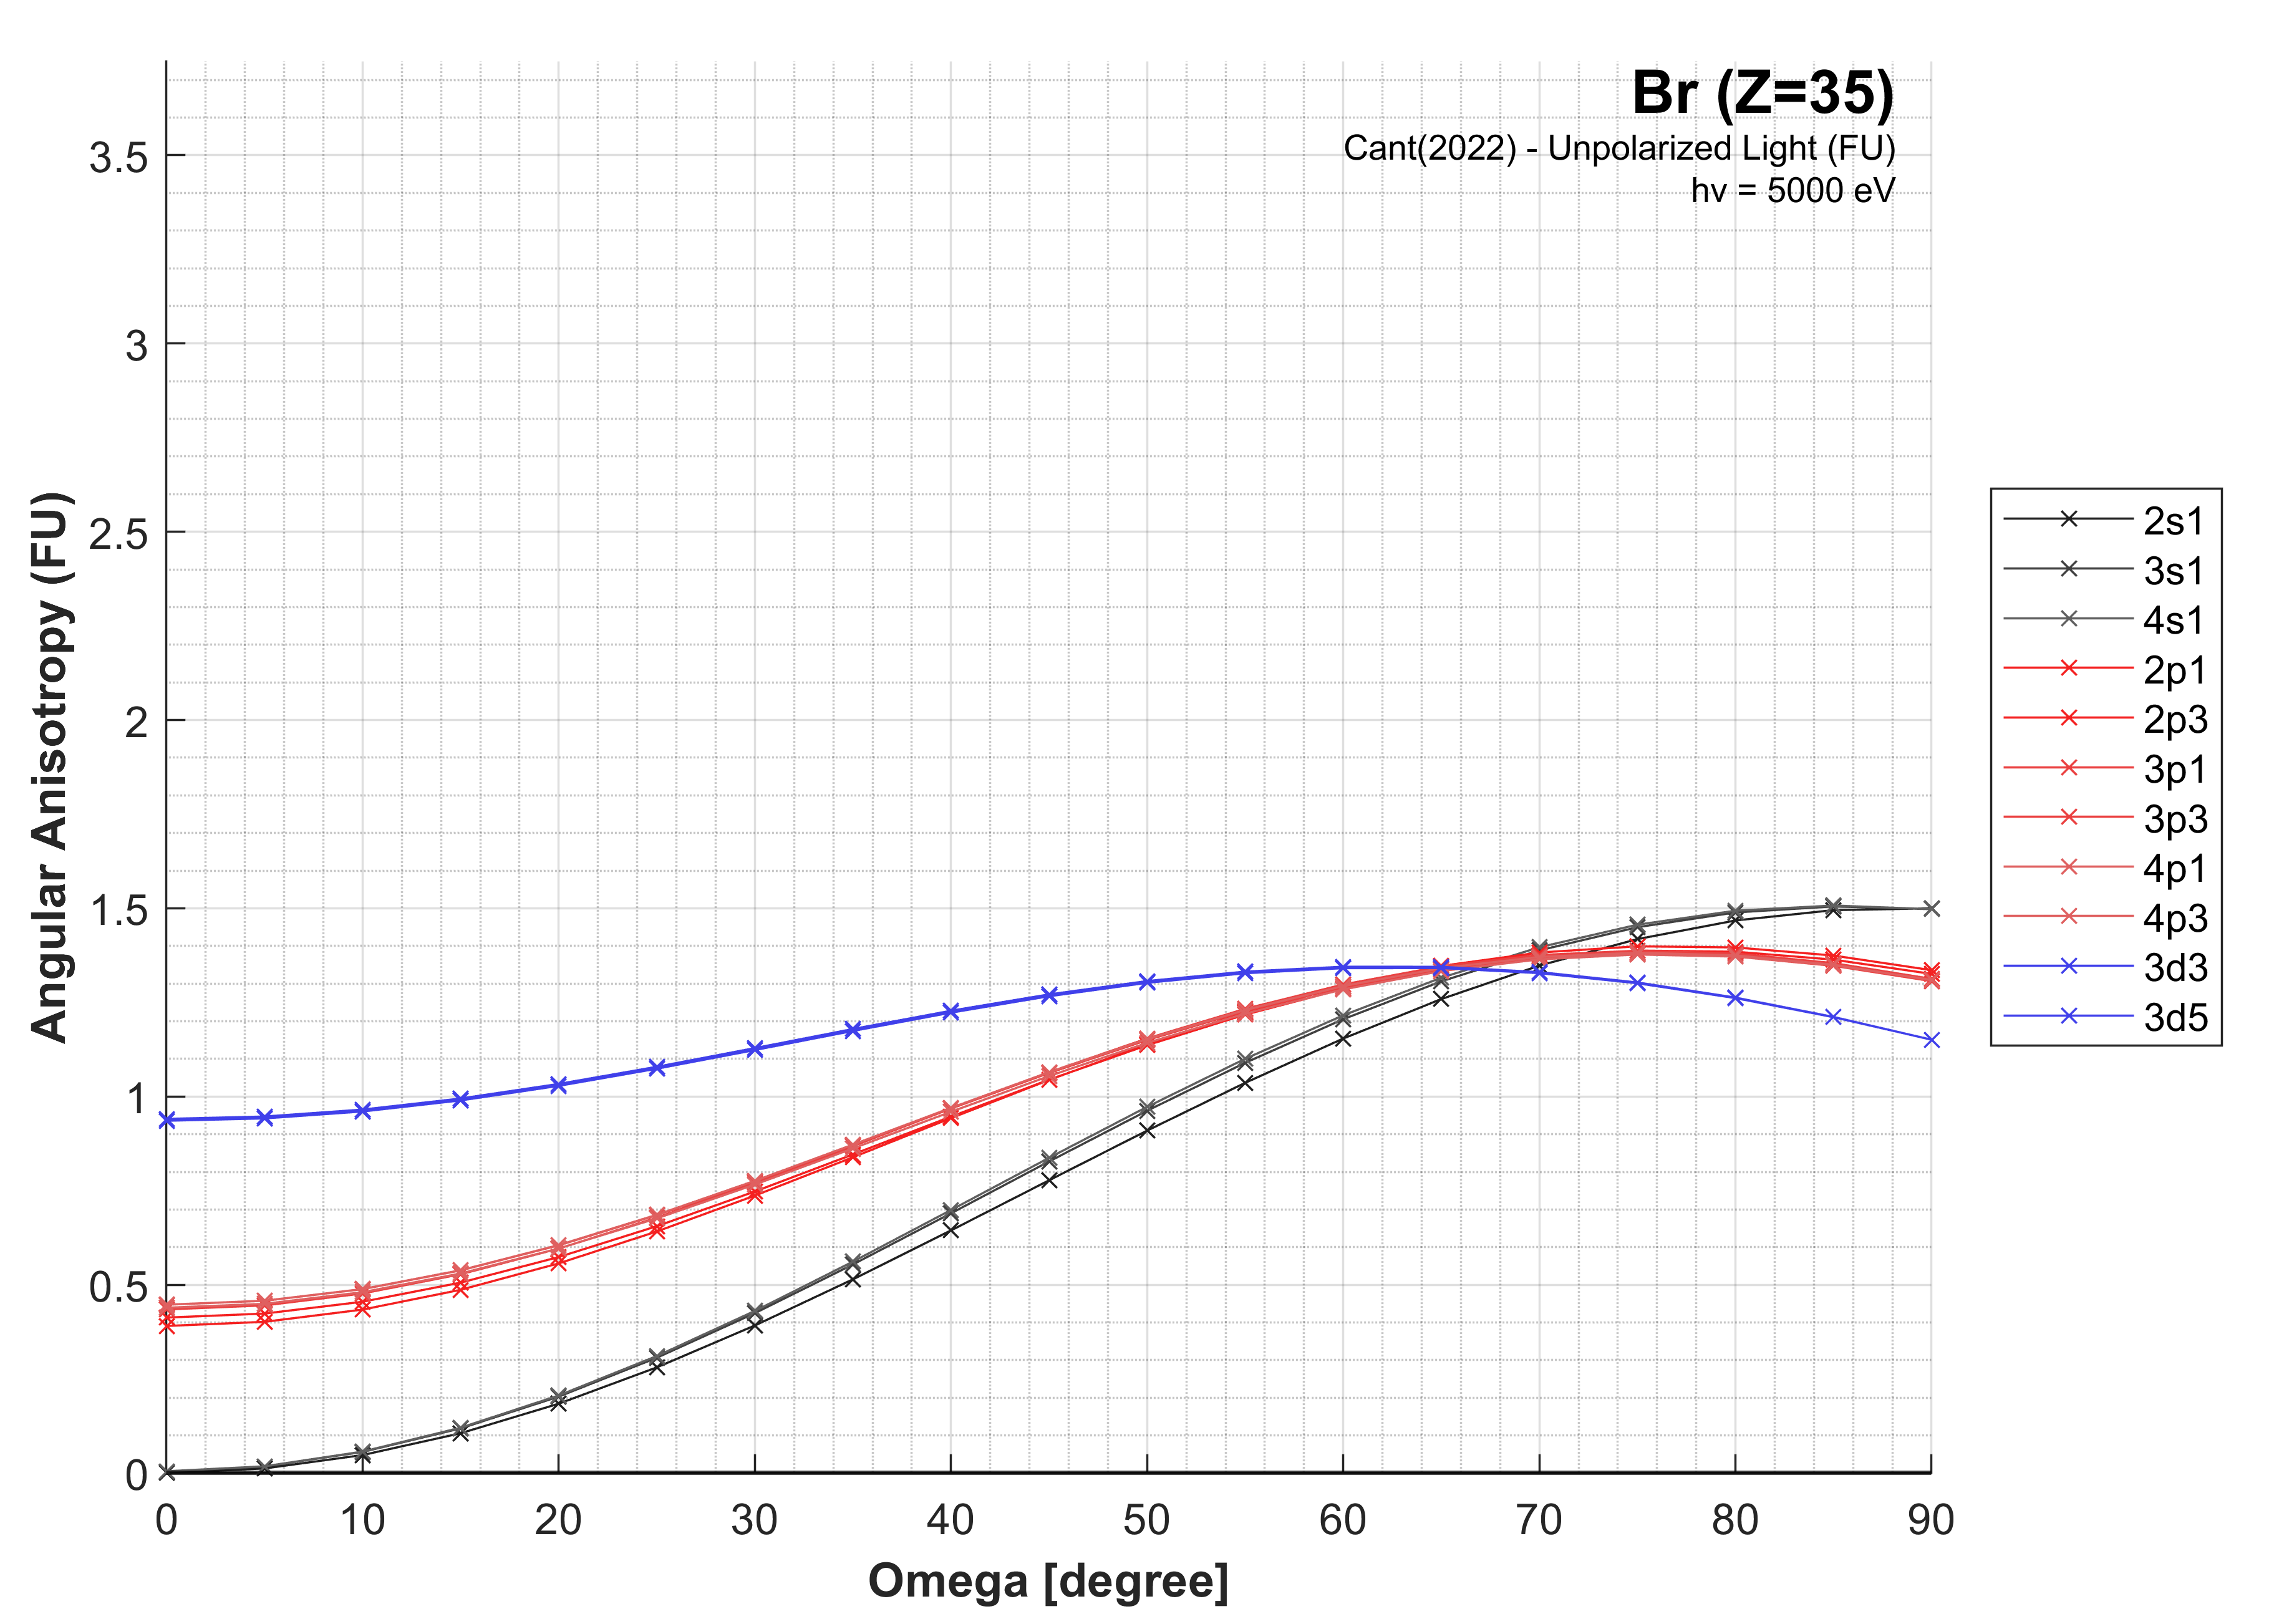 Br (Z=35)
Cant(2022) - Unpolarized Light (FU)
hv = 5000 eV
Angular Anisotropy (FU)
3.5
3
2.5
2
1.5
1
0.5
0
0 10 20 30 40 50 60 70 80 90
Omega [degree]
2s1
3s1
4s1
2p1
2p3
3p1
3p3
4p1
4p3
3d3
3d5